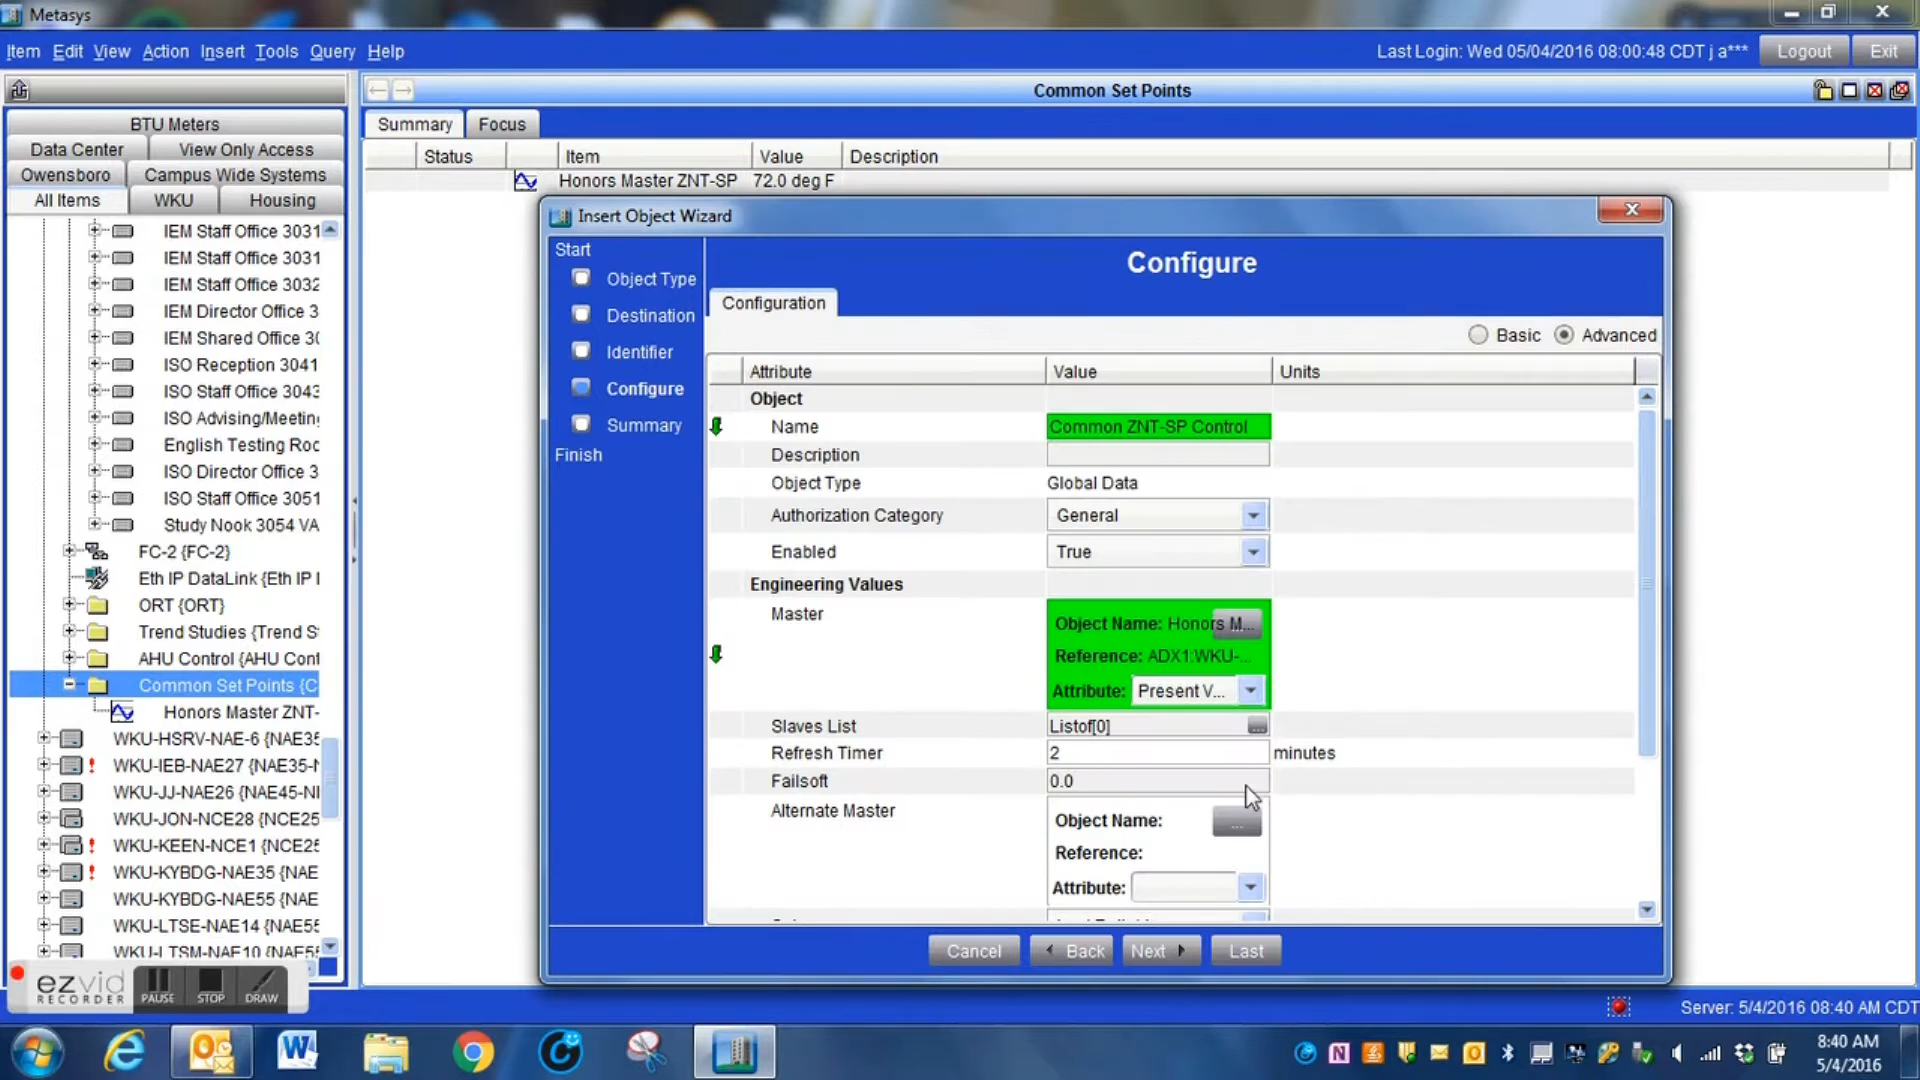 Metasys
Item Edit View Action Insert Tools Query Help
Last Login: Wed 05/04/2016 08:00:48 CDT j a*** Logout Exit
BTU Meters
Data Center View Only Access
Owensboro Campus Wide Systems
All Items WKU Housing
IEM Staff Office 3031
IEM Staff Office 3031
IEM Staff Office 3032
IEM Director Office 3
IEM Shared Office 30
ISO Reception 3041
ISO Staff Office 3043
ISO Advising/Meeting
English Testing Roo
ISO Director Office 3
ISO Staff Office 3051
Study Nook 3054 VA
FC-2 {FC-2}
Eth IP DataLink {Eth IP
ORT {ORT}
Trend Studies {Trend S
AHU Control {AHU Cont
Common Set Points {C
Honors Master ZNT-
WKU-HSRV-NAE-6 {NAE35
WKU-IEB-NAE27 {NAE35-
WKU-JJ-NAE26 {NAE45-
WKU-JON-NCE28 {NCE25
WKU-KEEN-NCE1 {NCE25
WKU-KYBDG-NAE35 {NAE
WKU-KYBDG-NAE55 {NAE
WKU-LTSE-NAE14 {NAE55
WKU-LTSM-NAE10 {NAE55
Common Set Points
Summary Focus
Status Item Value Description
Honors Master ZNT-SP 72.0 deg F
Insert Object Wizard
Start
Object Type
Destination
Identifier
Configure
Summary
Finish
Configure
Configuration
Basic Advanced
Attribute Value Units
Object
Name Common ZNT-SP Control
Description
Object Type Global Data
Authorization Category General
Enabled True
Engineering Values
Master Object Name: Honors M...
Reference: ADX1:WKU-...
Attribute: Present V...
Slaves List Listof[0] ...
Refresh Timer 2 minutes
Failsoft 0.0
Alternate Master Object Name: ...
Reference:
Attribute:
Cancel Back Next Last
ezvid
RECORDER
PAUSE STOP DRAW
Server: 5/4/2016 08:40 AM CDT
8:40 AM
5/4/2016